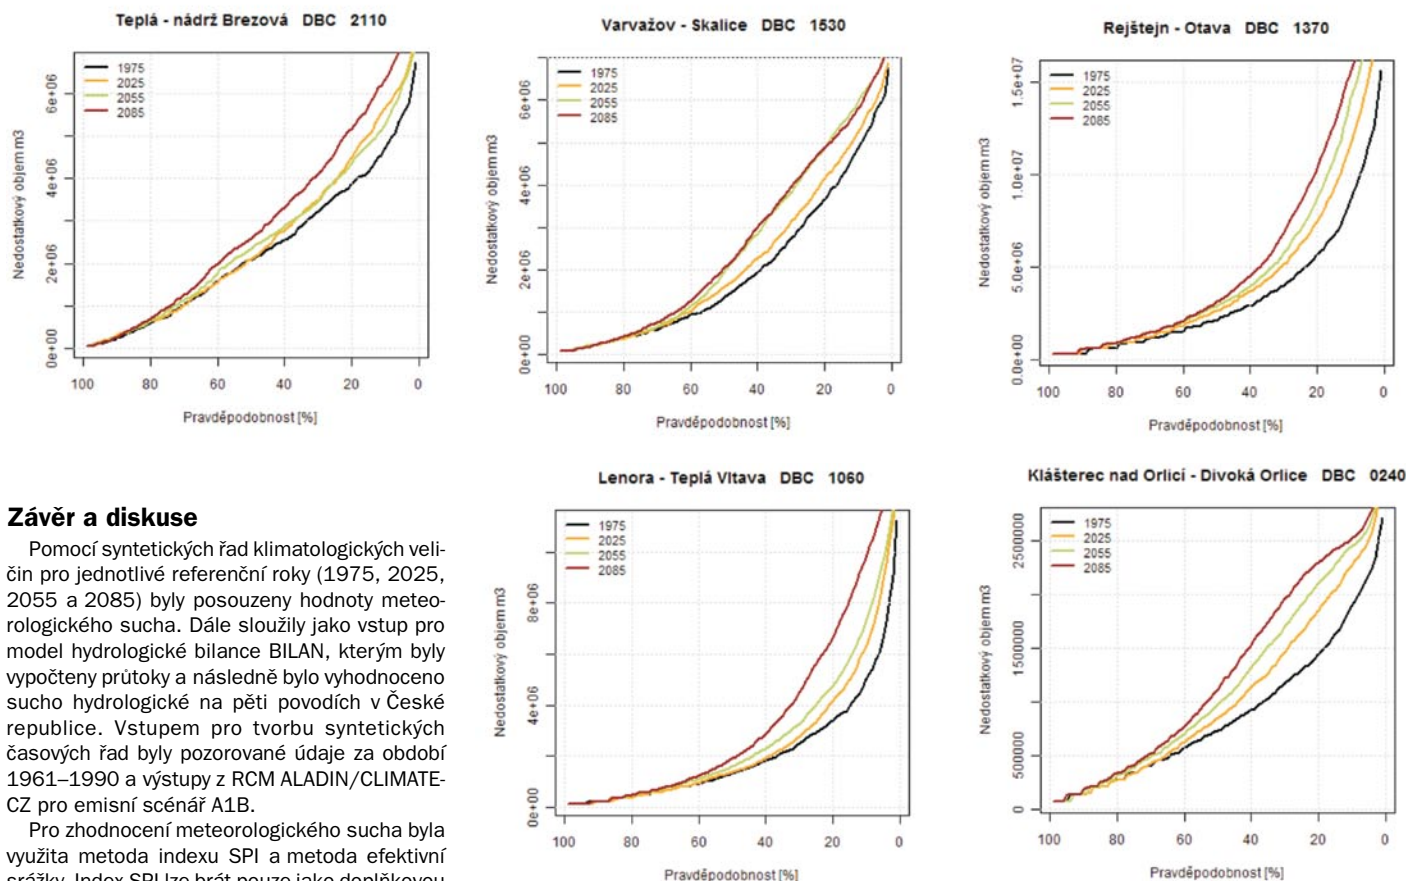 Teplá - nádrž Brezová DBC 2110
1975
2025
2055
2085
Nedostatkový objem m3
0e+00
2e+06
4e+06
6e+06
100
80
60
40
20
0
Pravděpodobnost [%]
Varvažov - Skalice DBC 1530
1975
2025
2055
2085
Nedostatkový objem m3
0e+00
2e+06
4e+06
6e+06
100
80
60
40
20
0
Pravděpodobnost [%]
Rejštejn - Otava DBC 1370
1975
2025
2055
2085
Nedostatkový objem m3
0.0e+00
5.0e+06
1.0e+07
1.5e+07
100
80
60
40
20
0
Pravděpodobnost [%]
Závěr a diskuse
Pomocí syntetických řad klimatologických veli-
čin pro jednotlivé referenční roky (1975, 2025,
2055 a 2085) byly posouzeny hodnoty meteo-
rologického sucha. Dále sloužily jako vstup pro
model hydrologické bilance BILAN, kterým byly
vypočteny průtoky a následně bylo vyhodnoceno
sucho hydrologické na pěti povodích v České
republice. Vstupem pro tvorbu syntetických
časových řad byly pozorované údaje za období
1961–1990 a výstupy z RCM ALADIN/CLIMATE-
CZ pro emisní scénář A1B.
Pro zhodnocení meteorologického sucha byla
využita metoda indexu SPI a metoda efektivní
srážky. Index SPI lze brát pouze jako doplňkovou
Lenora - Teplá Vltava DBC 1060
1975
2025
2055
2085
Nedostatkový objem m3
0e+00
4e+06
8e+06
100
80
60
40
20
0
Pravděpodobnost [%]
Klášterec nad Orlicí - Divoká Orlice DBC 0240
1975
2025
2055
2085
Nedostatkový objem m3
0
500000
1500000
2500000
100
80
60
40
20
0
Pravděpodobnost [%]